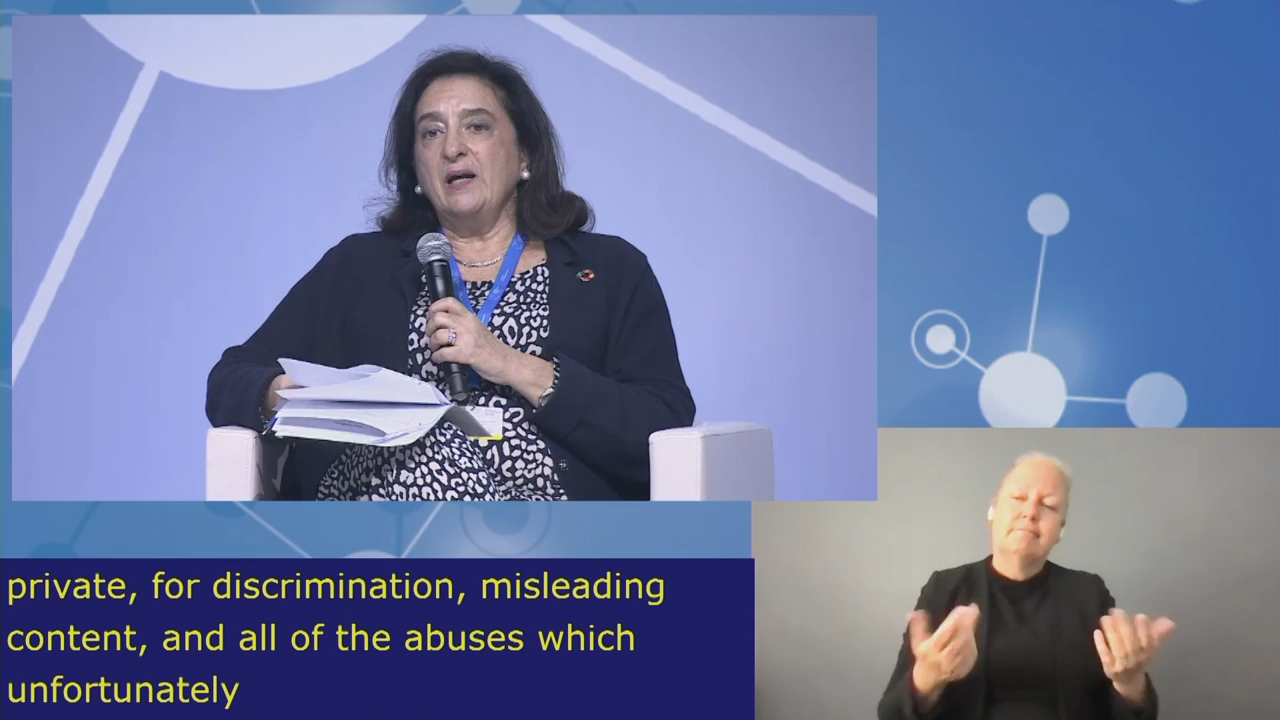 private, for discrimination, misleading
content, and all of the abuses which
unfortunately